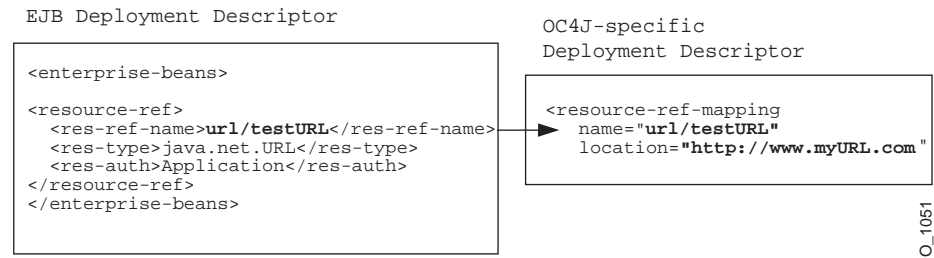 EJB Deployment Descriptor
<enterprise-beans>
<resource-ref>
<res-ref-name>url/testURL</res-ref-name>
<res-type>java.net.URL</res-type>
<res-auth>Application</res-auth>
</resource-ref>
</enterprise-beans>
OC4J-specific
Deployment Descriptor
<resource-ref-mapping
name="url/testURL"
location="http://www.myURL.com"
O_1051